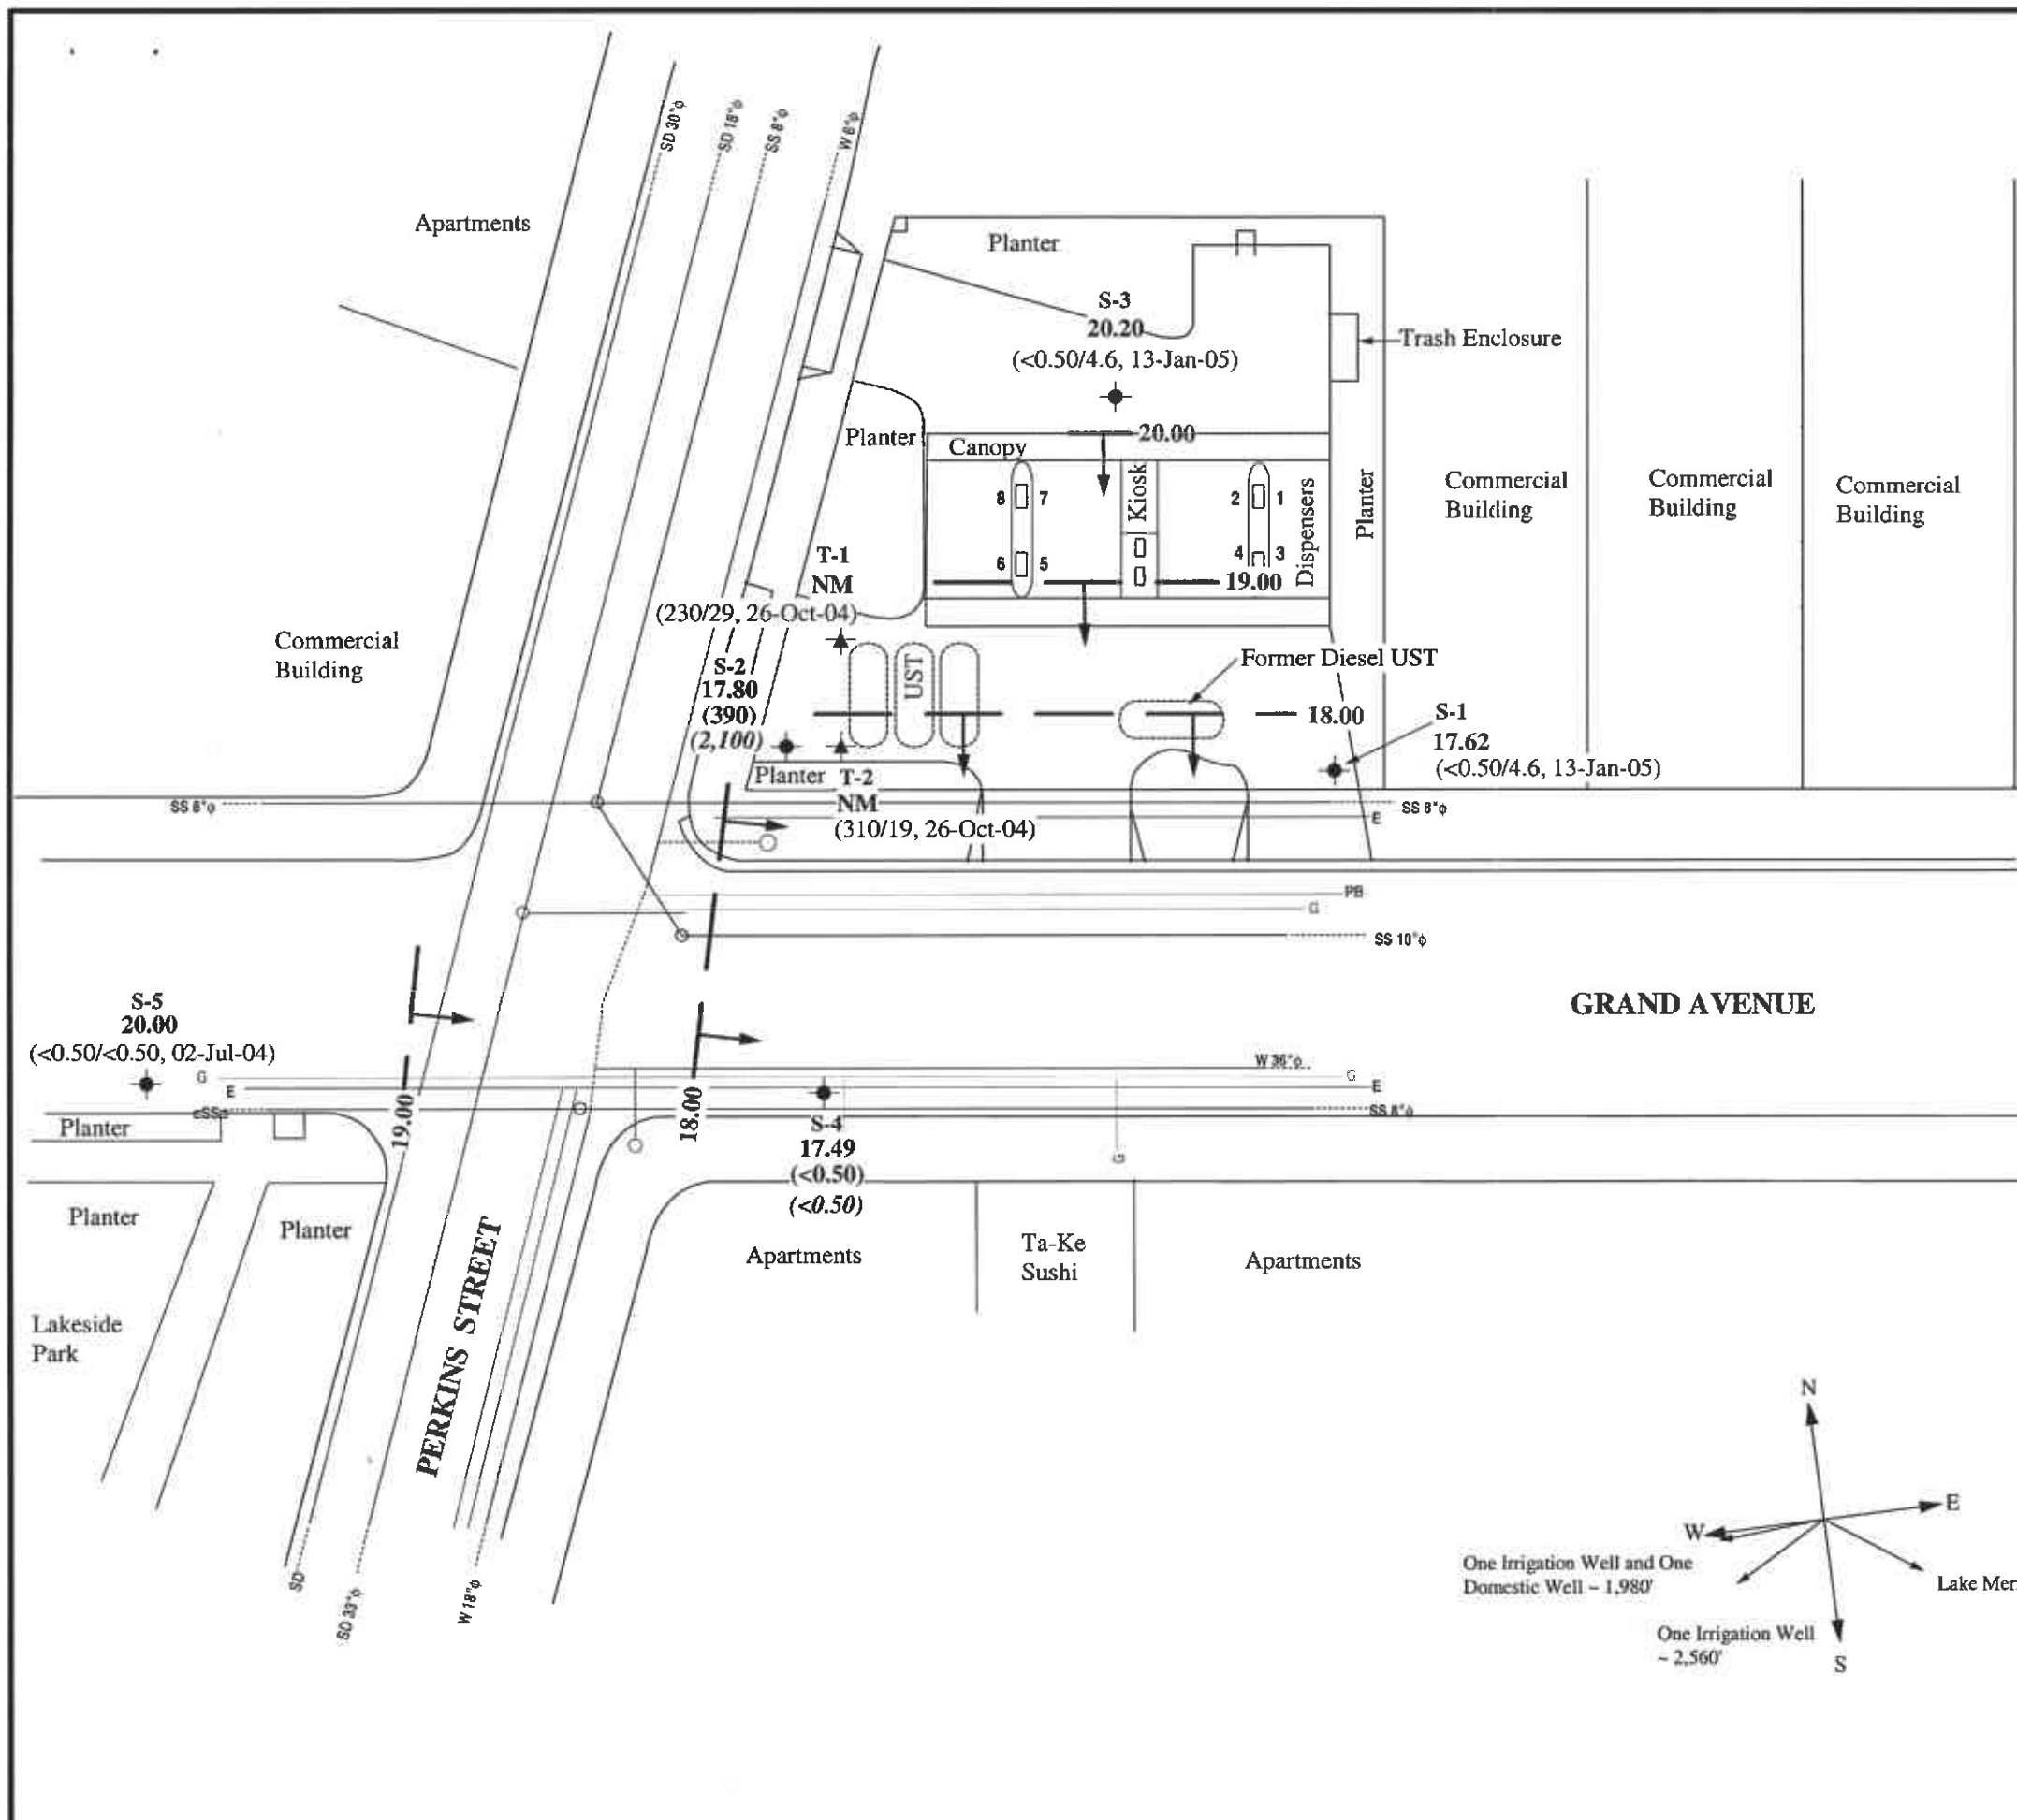 SD 30"ϕ
SD 18"ϕ
SS 8"ϕ
W 6"ϕ
Apartments
Planter
S-3
20.20
(<0.50/4.6, 13-Jan-05)
Trash Enclosure
Planter
Canopy
20.00
8
7
2
1
6
5
4
3
Kiosk
Dispensers
Planter
19.00
Commercial
Building
Commercial
Building
Commercial
Building
T-1
NM
(230/29, 26-Oct-04)
Commercial
Building
UST
Former Diesel UST
S-2
17.80
(390)
(2,100)
18.00
S-1
17.62
(<0.50/4.6, 13-Jan-05)
Planter
T-2
NM
(310/19, 26-Oct-04)
SS 8"ϕ
SS 8"ϕ
E
PB
G
SS 10"ϕ
GRAND AVENUE
S-5
20.00
(<0.50/<0.50, 02-Jul-04)
G
E
SS
W 36"ϕ
G
E
SS 8"ϕ
19.00
18.00
Planter
S-4
17.49
(<0.50)
(<0.50)
G
Planter
Planter
Apartments
Ta-Ke
Sushi
Apartments
Lakeside
Park
PERKINS STREET
SD
SD 33"ϕ
W 18"ϕ
N
E
W
S
One Irrigation Well and One
Domestic Well ~ 1,980'
Lake Mer
One Irrigation Well
~ 2,560'